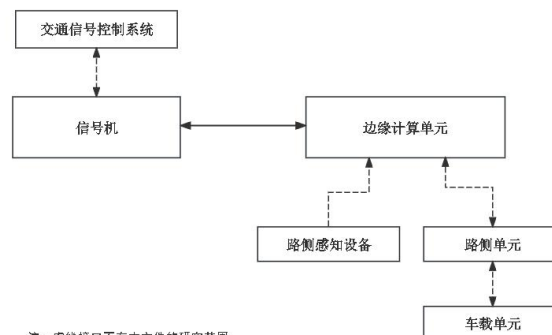 交通信号控制系统
信号机
边缘计算单元
路侧感知设备
路侧单元
车载单元